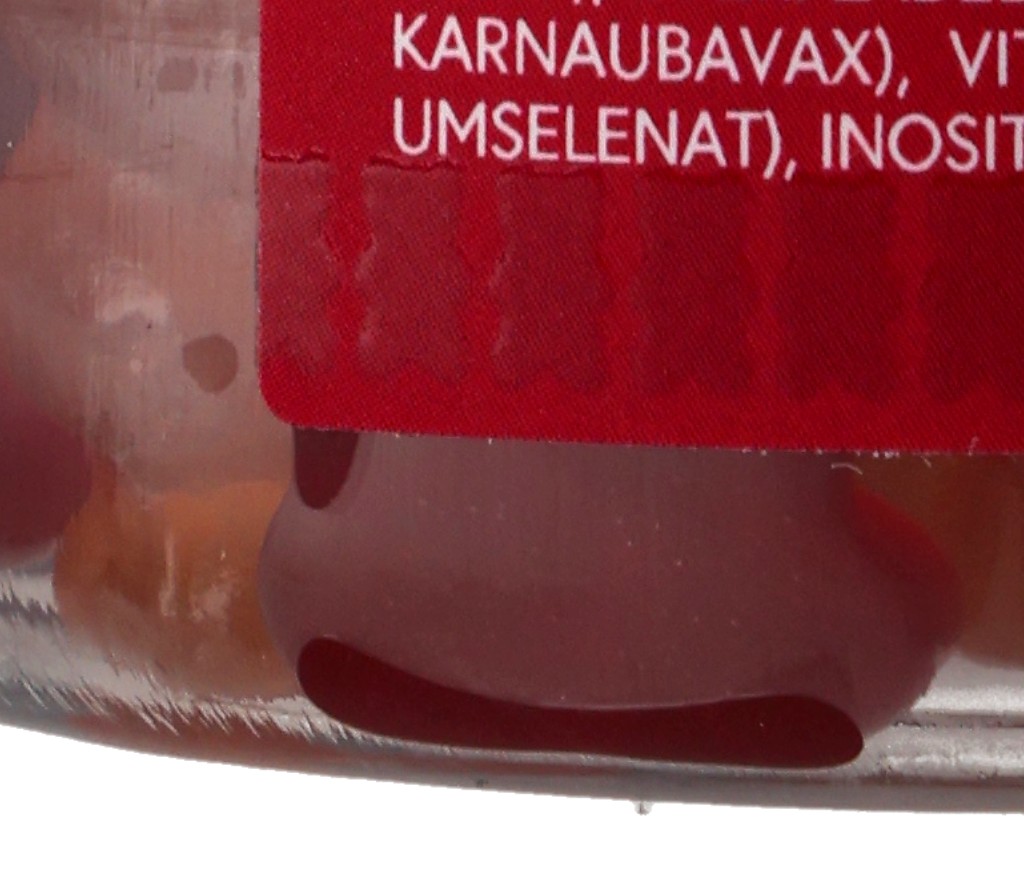 KARNAUBAVAX), VIT
UMSELENAT), INOSIT